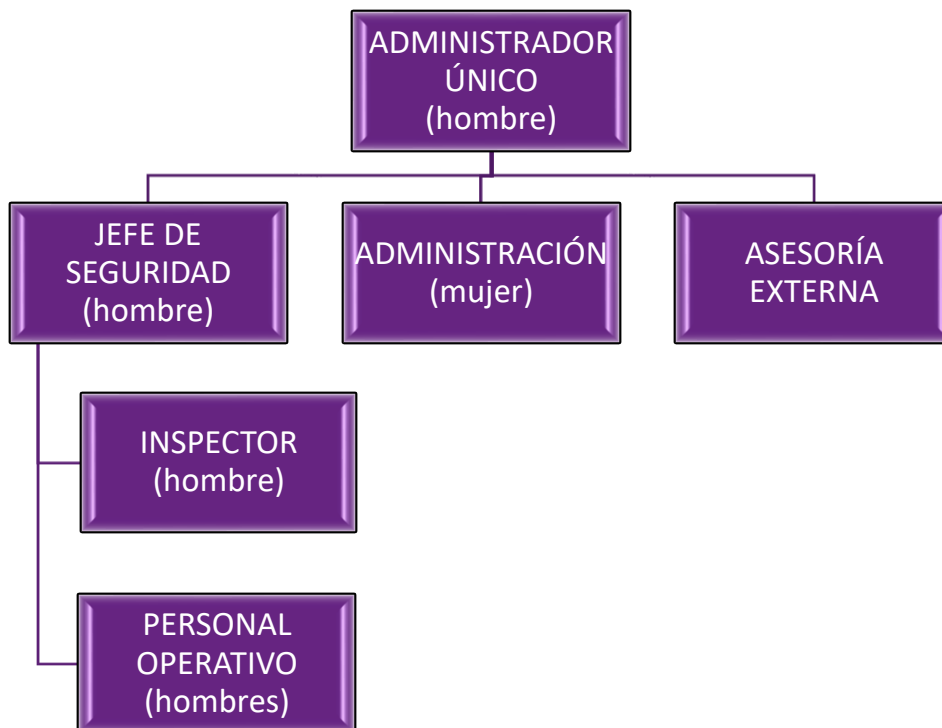 ADMINISTRADOR
ÚNICO
(hombre)
JEFE DE
SEGURIDAD
(hombre)
ADMINISTRACIÓN
(mujer)
ASESORÍA
EXTERNA
INSPECTOR
(hombre)
PERSONAL
OPERATIVO
(hombres)